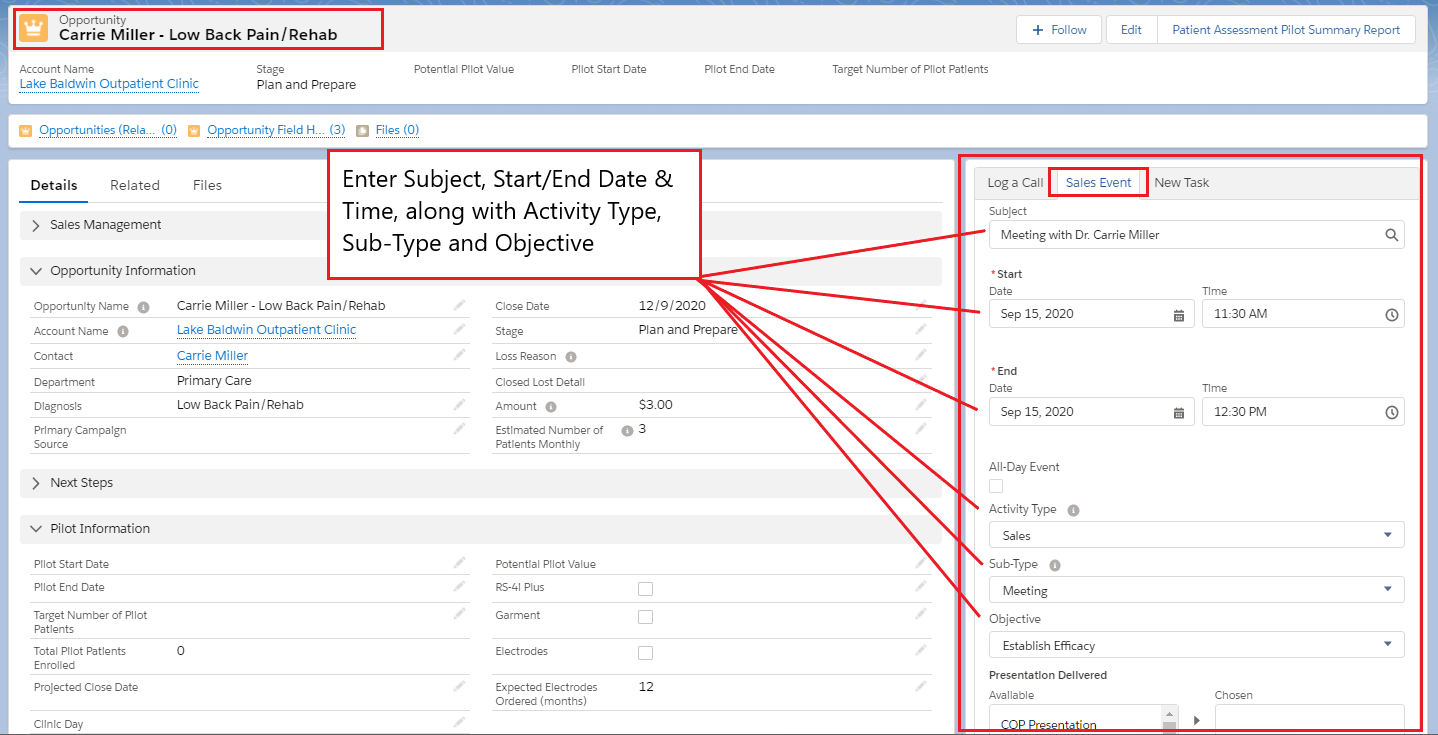 Opportunity
Carrie Miller - Low Back Pain/Rehab
+ Follow
Edit
Patient Assessment Pilot Summary Report
Account Name
Stage
Potential Pilot Value
Pilot Start Date
Pilot End Date
Target Number of Pilot Patients
Lake Baldwin Outpatient Clinic
Plan and Prepare
Opportunities (Rela... (0)
Opportunity Field H... (3)
Files (0)
Details
Related
Files
Sales Management
Enter Subject, Start/End Date &
Time, along with Activity Type,
Sub-Type and Objective
Opportunity Information
Opportunity Name
Carrie Miller - Low Back Pain/Rehab
Close Date
12/9/2020
Account Name
Lake Baldwin Outpatient Clinic
Stage
Plan and Prepare
Contact
Carrie Miller
Loss Reason
Department
Primary Care
Closed Lost Detail
Diagnosis
Low Back Pain/Rehab
Amount
$3.00
Primary Campaign
Source
Estimated Number of
Patients Monthly
3
Next Steps
Pilot Information
Pilot Start Date
Potential Pilot Value
Pilot End Date
RS-4i Plus
Target Number of Pilot
Patients
Garment
Total Pilot Patients
Enrolled
0
Electrodes
Projected Close Date
Expected Electrodes
Ordered (months)
12
Clinic Day
Log a Call
Sales Event
New Task
Subject
Meeting with Dr. Carrie Miller
* Start
Date
Time
Sep 15, 2020
11:30 AM
* End
Date
Time
Sep 15, 2020
12:30 PM
All-Day Event
Activity Type
Sales
Sub-Type
Meeting
Objective
Establish Efficacy
Presentation Delivered
Available
Chosen
COP Presentation